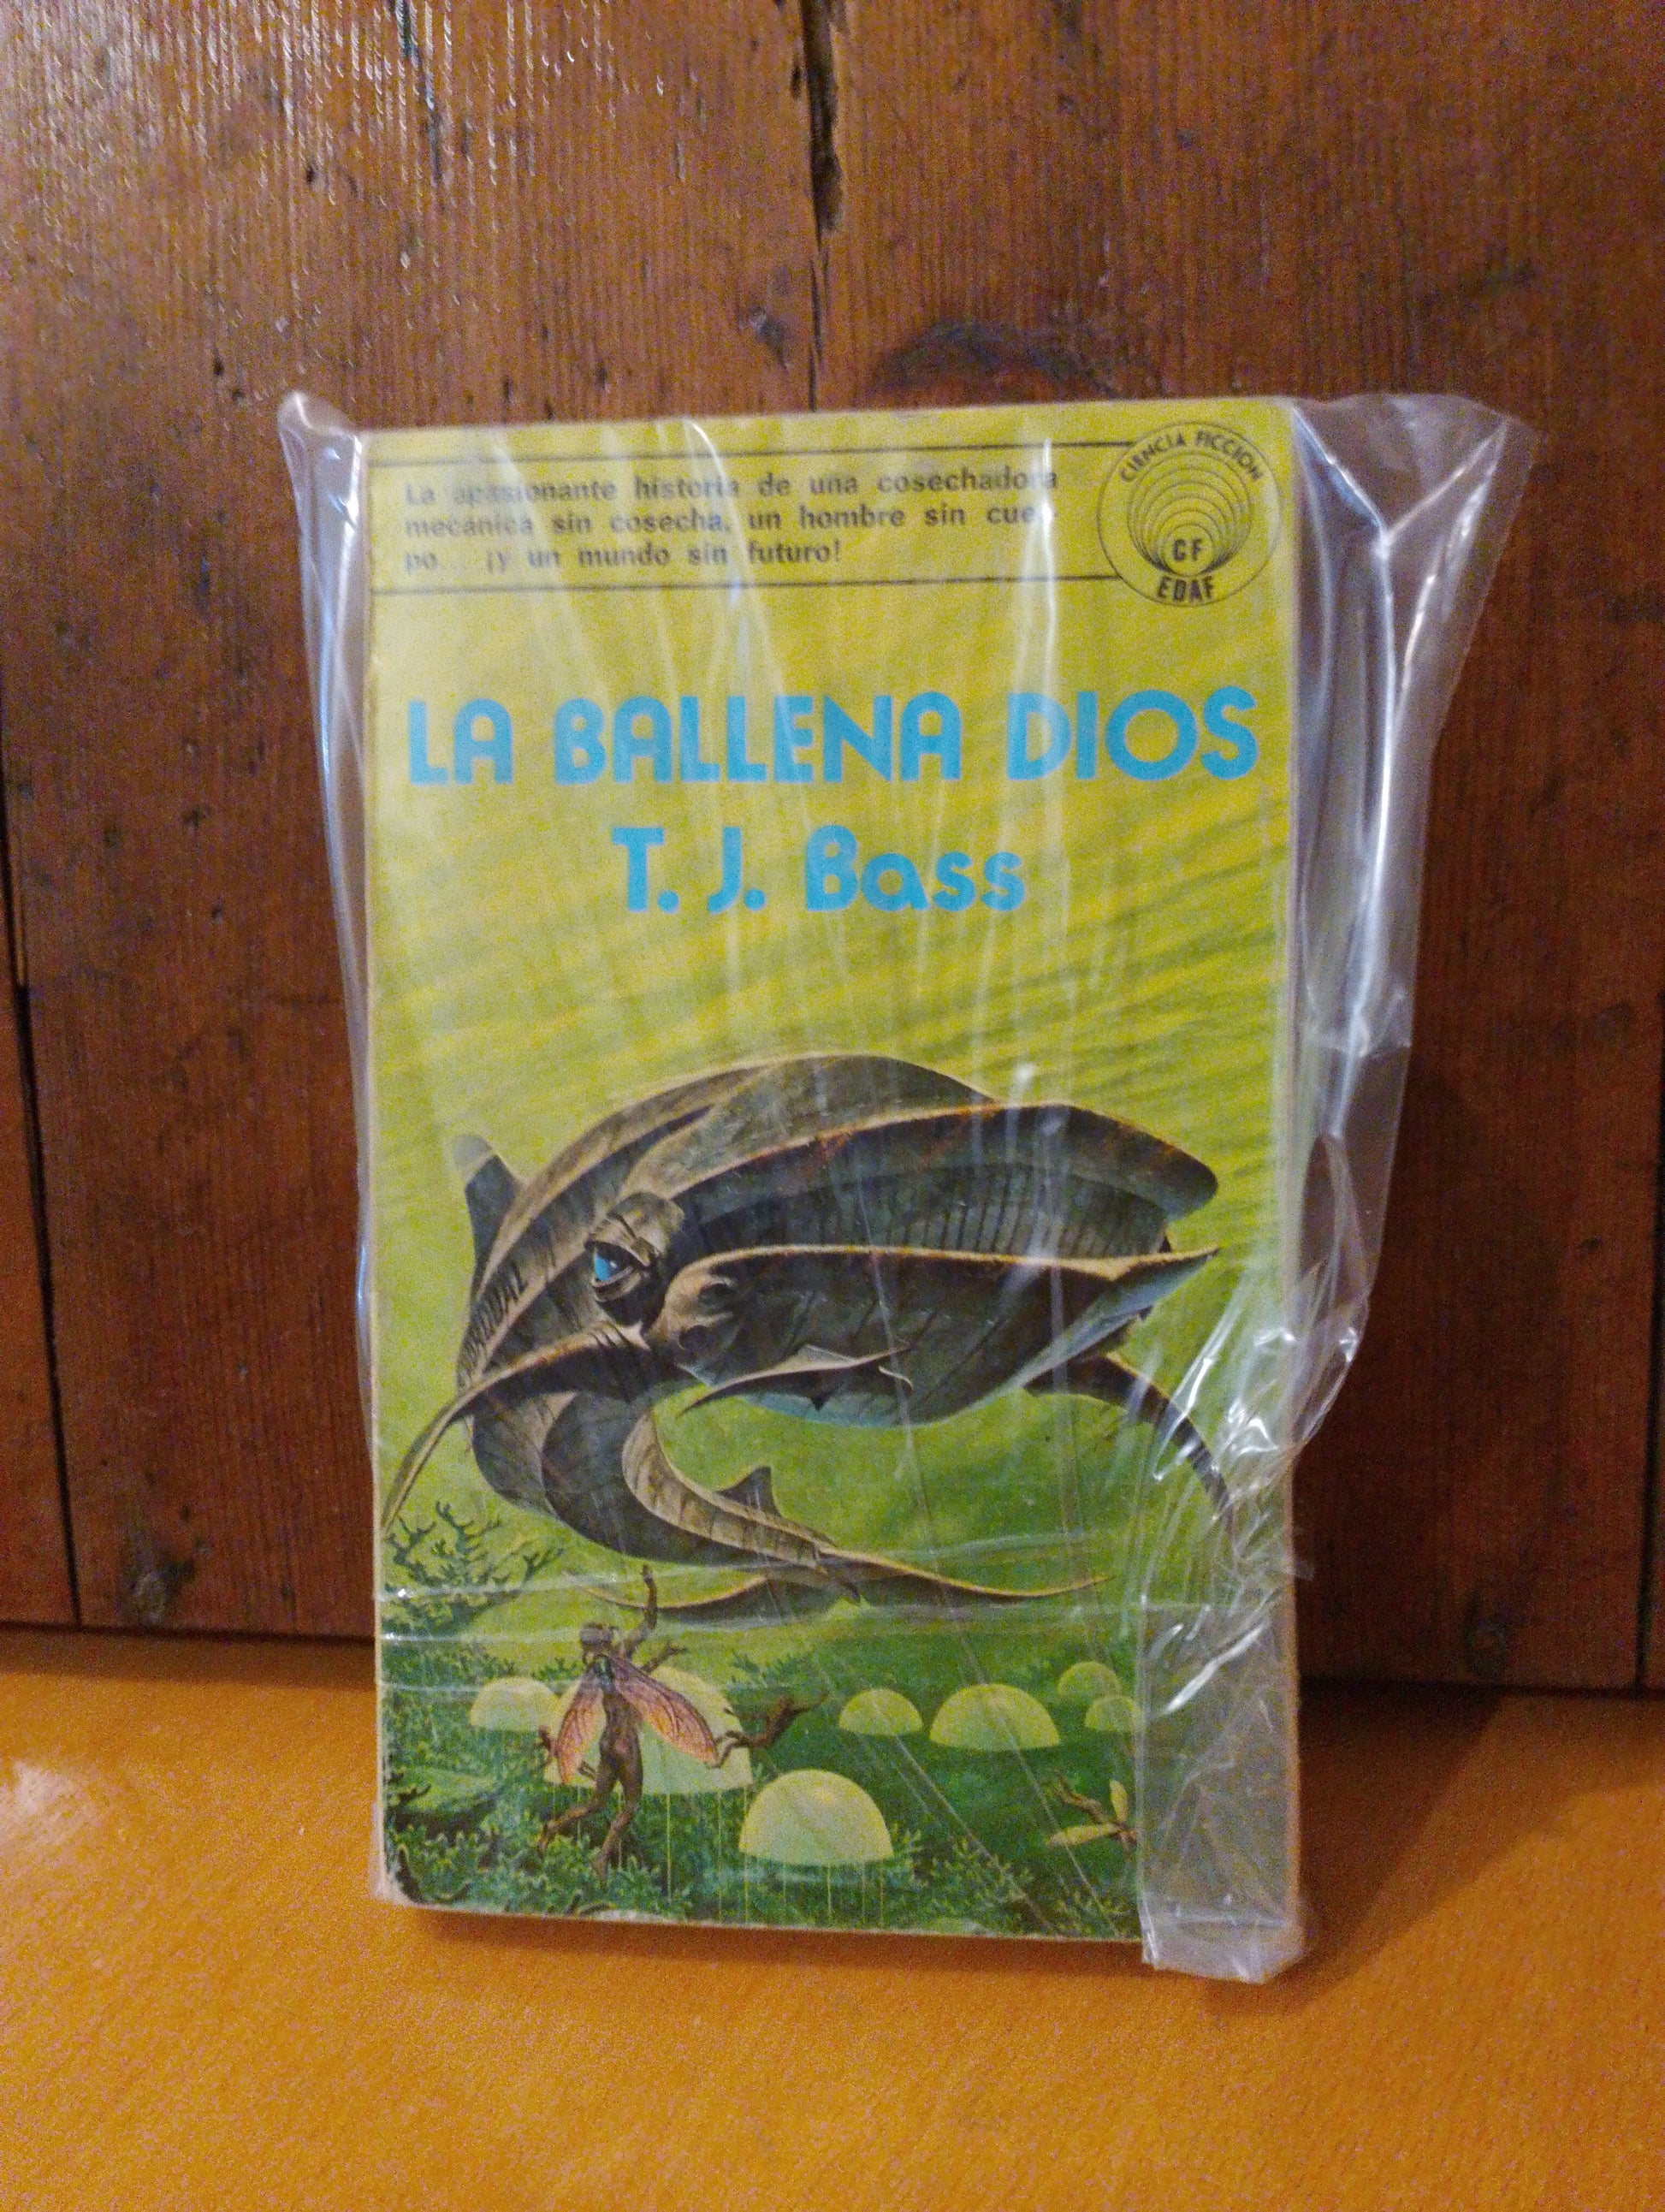 La apasionante historia de una cosechadora
mecánica sin cosecha, un hombre sin cuer-
po... ¡y un mundo sin futuro!
CIENCIA FICCION
CF
EDAF
LA BALLENA DIOS
T. J. Bass